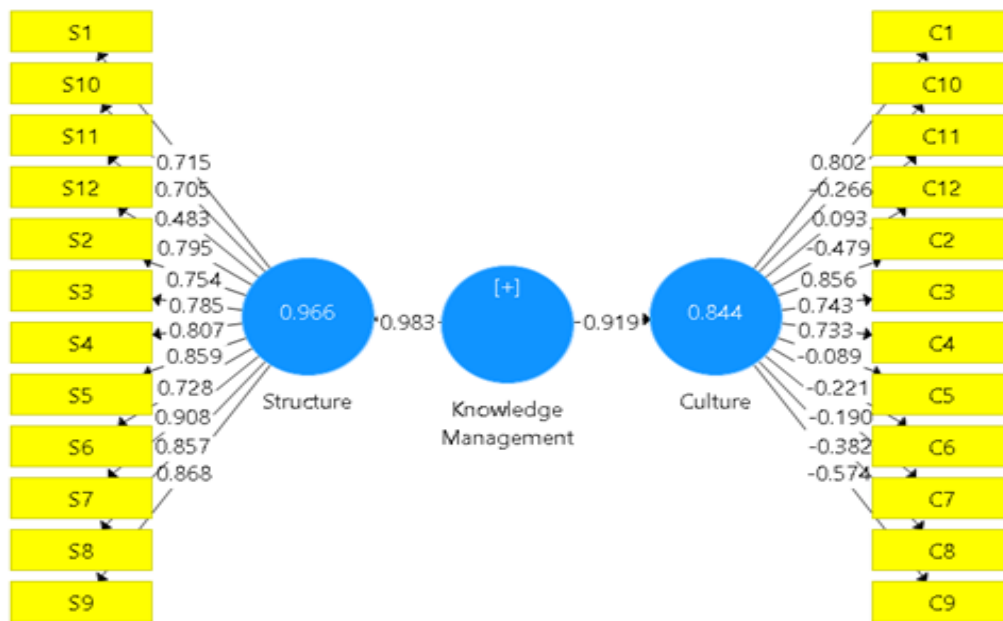 S1
S10
S11
S12
S2
S3
S4
S5
S6
S7
S8
S9
0.715
0.705
0.483
0.795
0.754
0.785
0.807
0.859
0.728
0.908
0.857
0.868
0.966
Structure
0.983
[+]
Knowledge
Management
0.919
0.844
Culture
0.802
-0.266
0.093
-0.479
0.856
0.743
0.733
-0.089
-0.221
-0.190
-0.382
-0.574
C1
C10
C11
C12
C2
C3
C4
C5
C6
C7
C8
C9